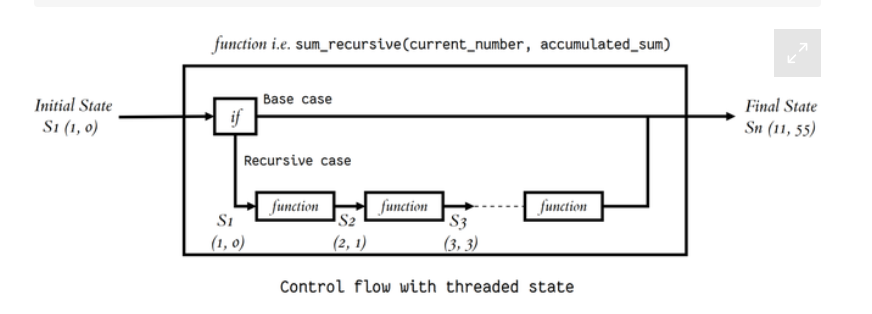 function i.e. sum_recursive(current_number, accumulated_sum)
Initial State
S1 (1, 0)
if
Base case
Final State
Sn (11, 55)
Recursive case
function
function
function
S1
(1, 0)
S2
(2, 1)
S3
(3, 3)
Control flow with threaded state